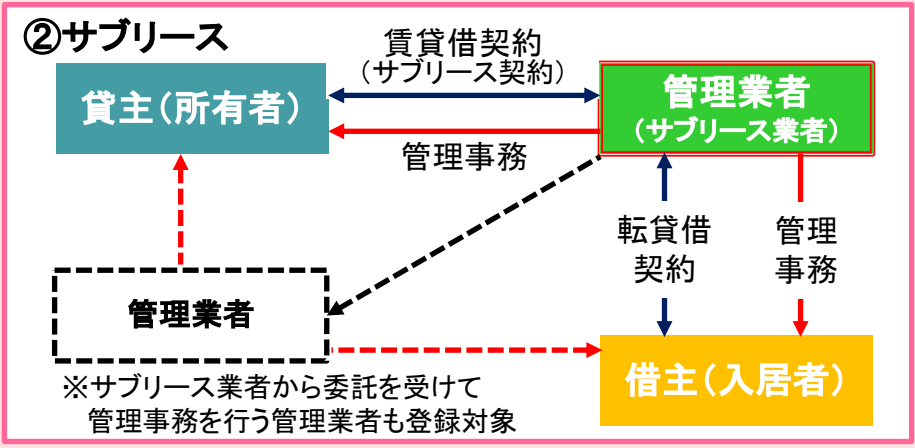 ②サブリース
賃貸借契約
（サブリース契約）
貸主（所有者）
管理業者
（サブリース業者）
管理事務
転貸借
契約
管理
事務
管理業者
借主（入居者）
※サブリース業者から委託を受けて
管理事務を行う管理業者も登録対象